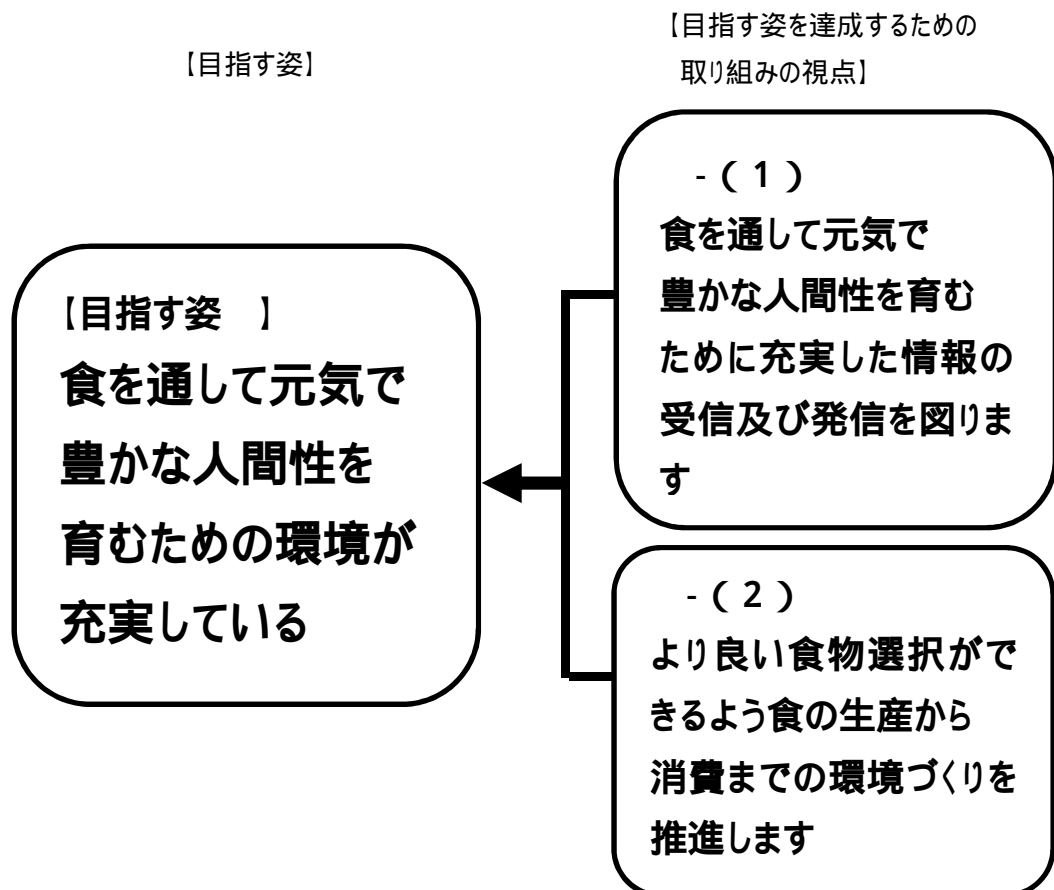 【目指す姿】
【目指す姿を達成するための
取り組みの視点】
【目指す姿　】
食を通して元気で
豊かな人間性を
育むための環境が
充実している
-（１）
食を通して元気で
豊かな人間性を育む
ために充実した情報の
受信及び発信を図りま
す
-（２）
より良い食物選択がで
きるよう食の生産から
消費までの環境づくりを
推進します